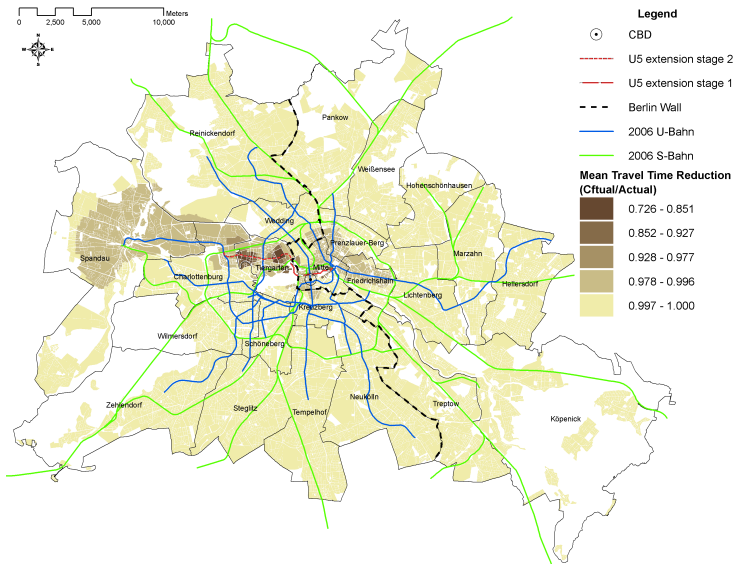 Meters
0 2,500 5,000 10,000
N
W E
S
Legend
CBD
U5 extension stage 2
U5 extension stage 1
Berlin Wall
2006 U-Bahn
2006 S-Bahn
Mean Travel Time Reduction
(Cftual/Actual)
0.726 - 0.851
0.852 - 0.927
0.928 - 0.977
0.978 - 0.996
0.997 - 1.000
Pankow
Reinickendorf
Weißensee
Hohenschönhausen
Wedding
Prenzlauer-Berg
Marzahn
Spandau
Tiergarten
Mitte
Charlottenburg
Friedrichshain
Hellersdorf
Lichtenberg
Kreuzberg
Wilmersdorf
Schöneberg
Zehlendorf
Steglitz
Tempelhof
Neukölln
Treptow
Köpenick